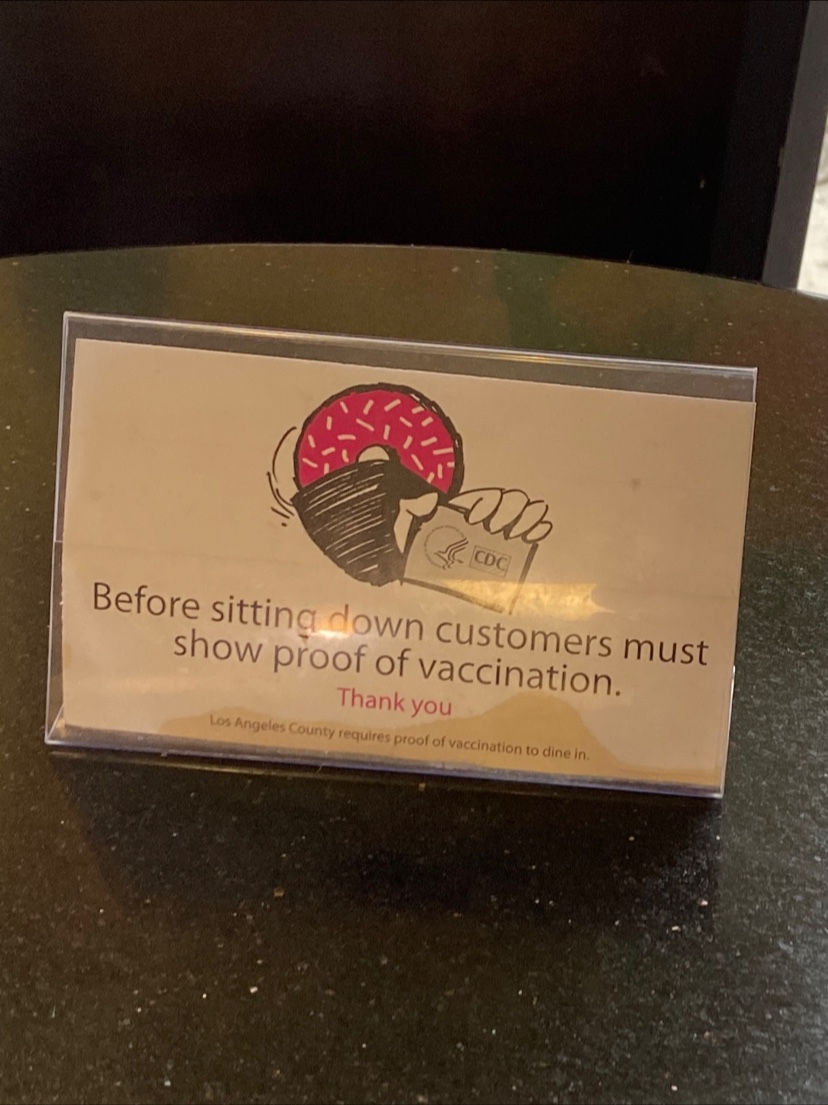 CDC
Before sitting down customers must
show proof of vaccination.
Thank you
Los Angeles County requires proof of vaccination to dine in.